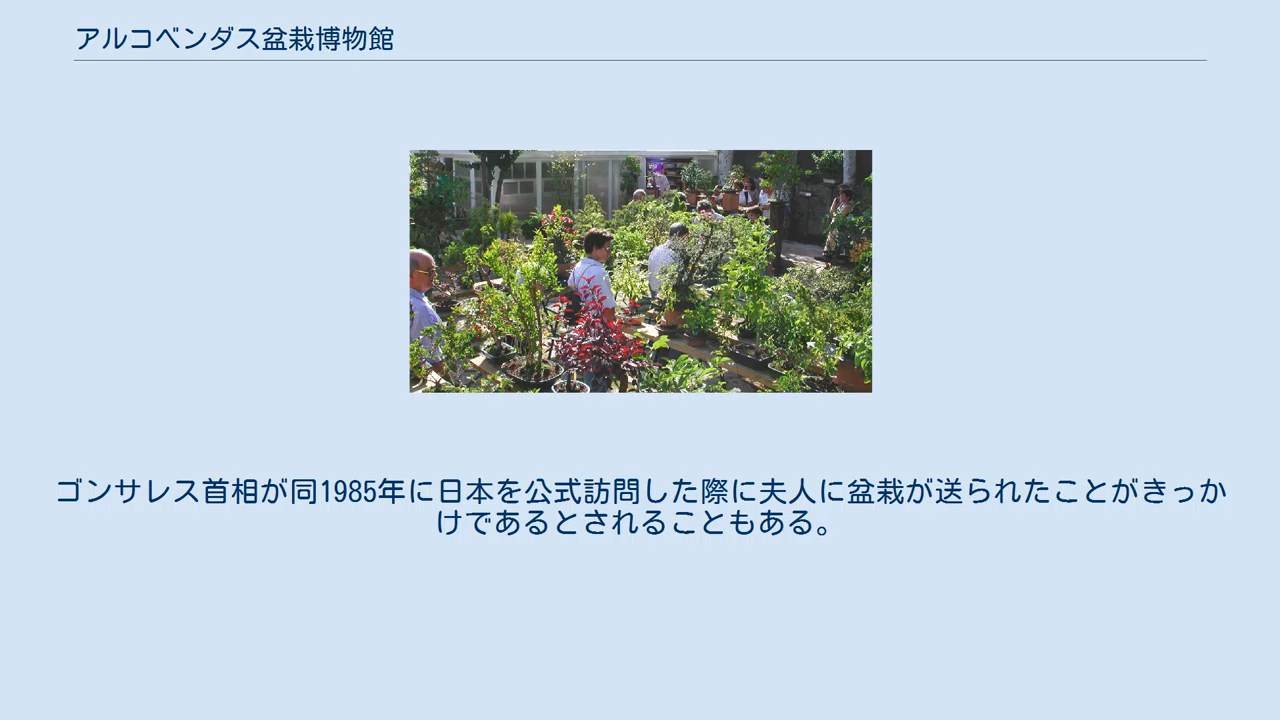 アルコベンダス盆栽博物館
ゴンサレス首相が同1985年に日本を公式訪問した際に夫人に盆栽が送られたことがきっか
けであるとされることもある。